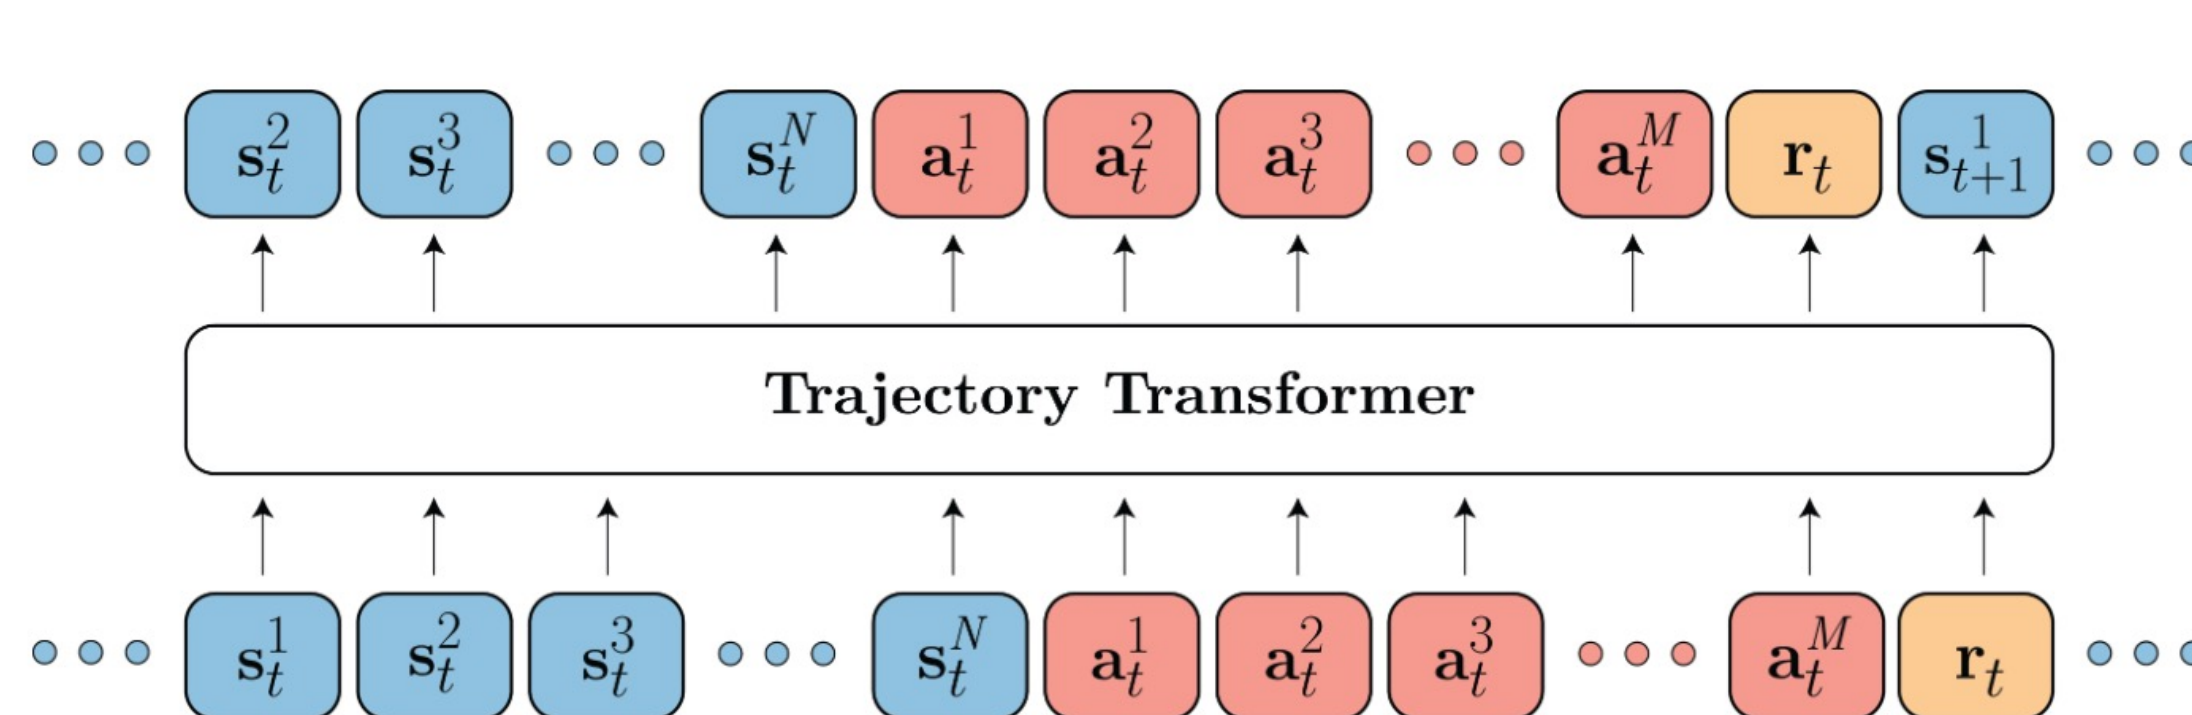 s_t^2 s_t^3 s_t^N a_t^1 a_t^2 a_t^3 a_t^M r_t s_{t+1}^1
Trajectory Transformer
s_t^1 s_t^2 s_t^3 s_t^N a_t^1 a_t^2 a_t^3 a_t^M r_t